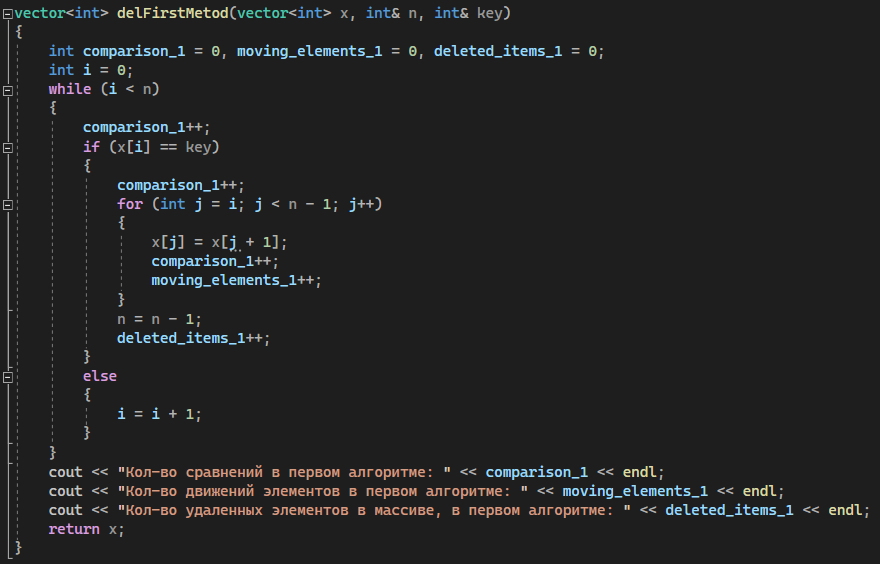 vector<int> delFirstMetod(vector<int> x, int& n, int& key)
{
    int comparison_1 = 0, moving_elements_1 = 0, deleted_items_1 = 0;
    int i = 0;
    while (i < n)
    {
        comparison_1++;
        if (x[i] == key)
        {
            comparison_1++;
            for (int j = i; j < n - 1; j++)
            {
                x[j] = x[j + 1];
                comparison_1++;
                moving_elements_1++;
            }
            n = n - 1;
            deleted_items_1++;
        }
        else
        {
            i = i + 1;
        }
    }
    cout << "Кол-во сравнений в первом алгоритме: " << comparison_1 << endl;
    cout << "Кол-во движений элементов в первом алгоритме: " << moving_elements_1 << endl;
    cout << "Кол-во удаленных элементов в массиве, в первом алгоритме: " << deleted_items_1 << endl;
    return x;
}